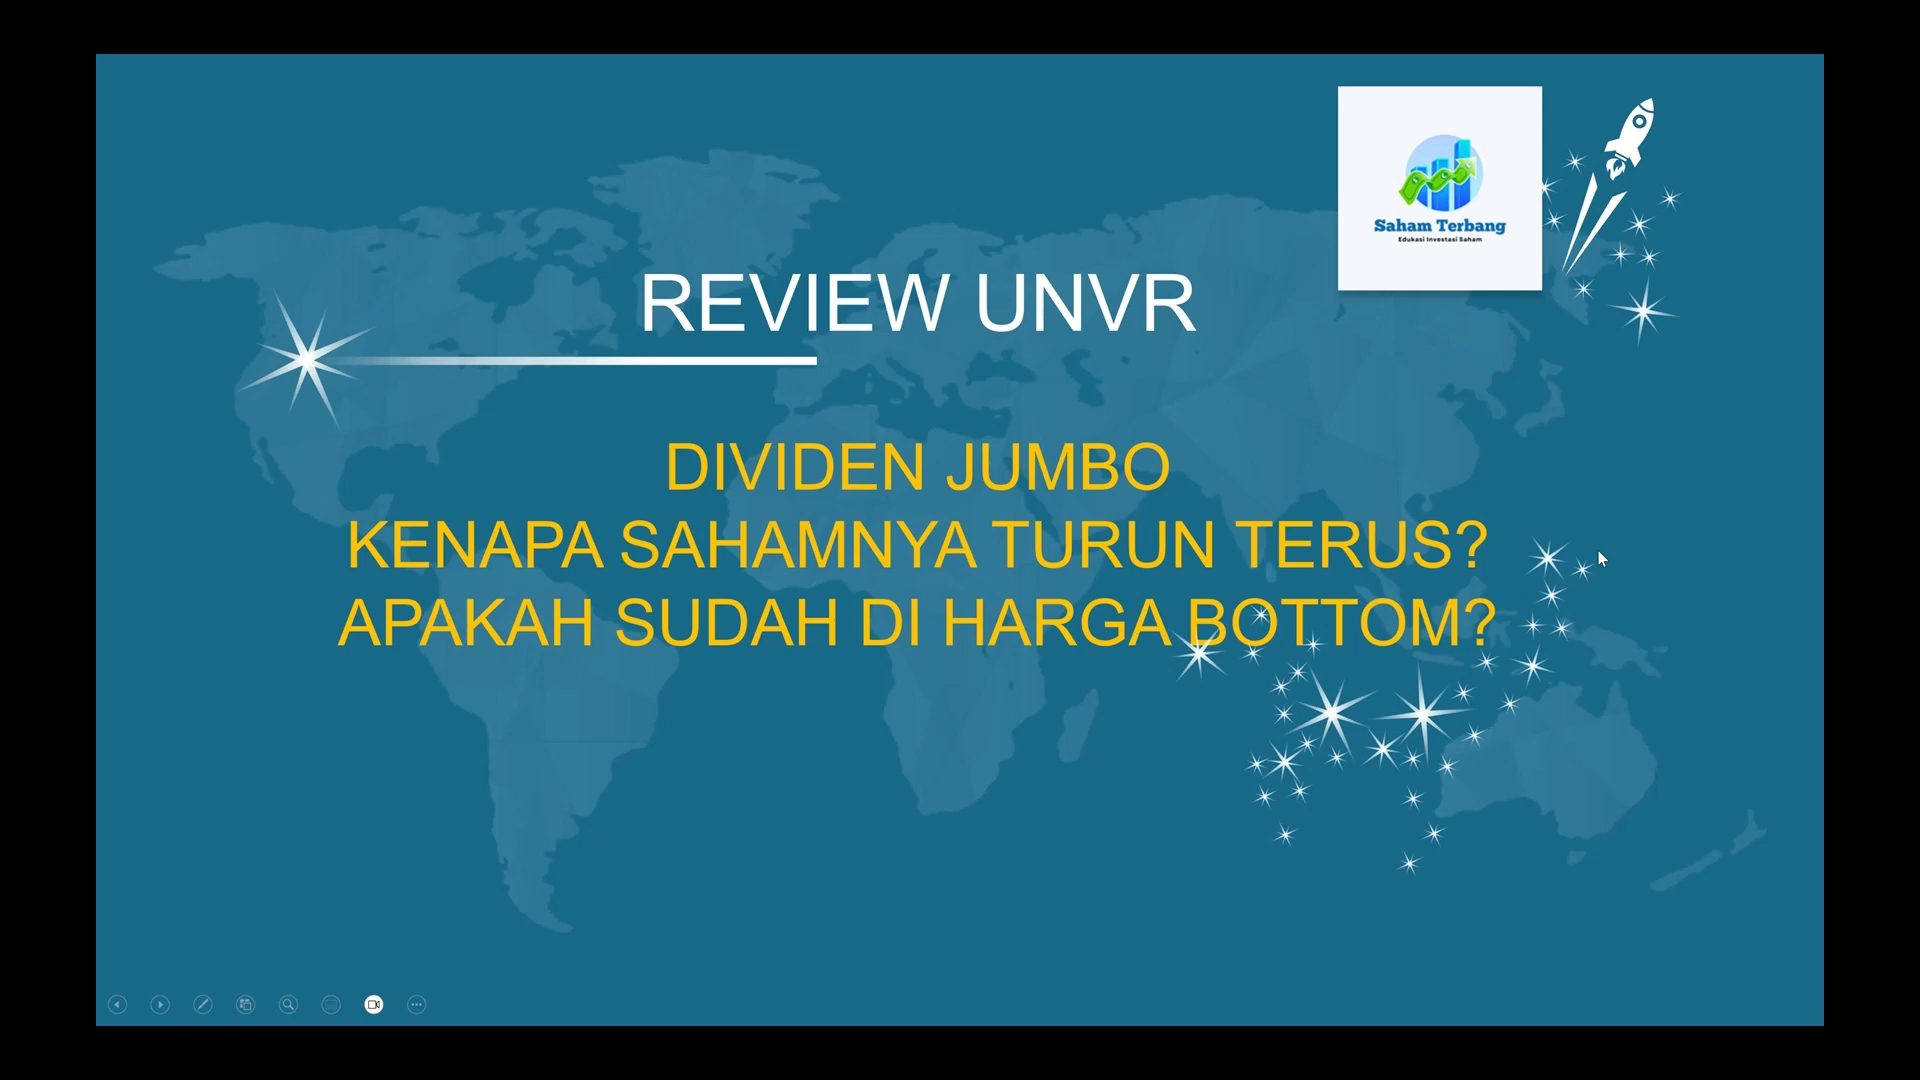 Saham Terbang
Edukasi Investasi Saham
REVIEW UNVR
DIVIDEN JUMBO
KENAPA SAHAMNYA TURUN TERUS?
APAKAH SUDAH DI HARGA BOTTOM?